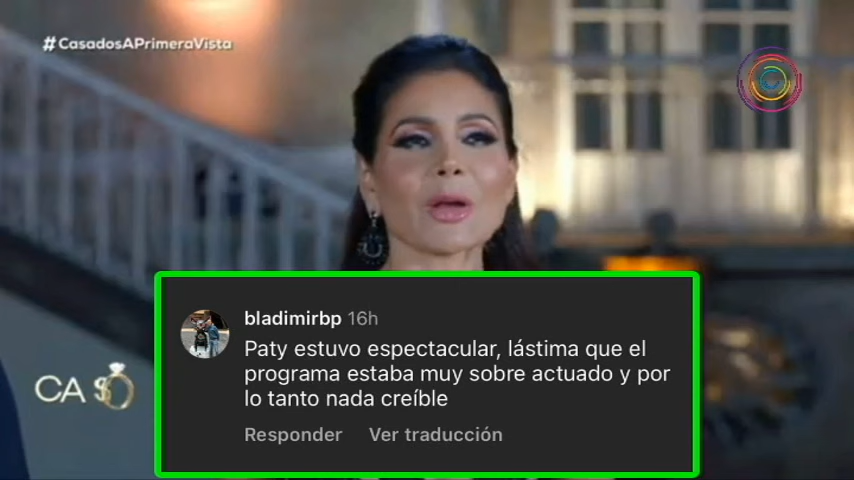 #CasadosAPrimeraVista
bladimirbp 16h
Paty estuvo espectacular, lástima que el
programa estaba muy sobre actuado y por
lo tanto nada creíble
Responder Ver traducción
CA S